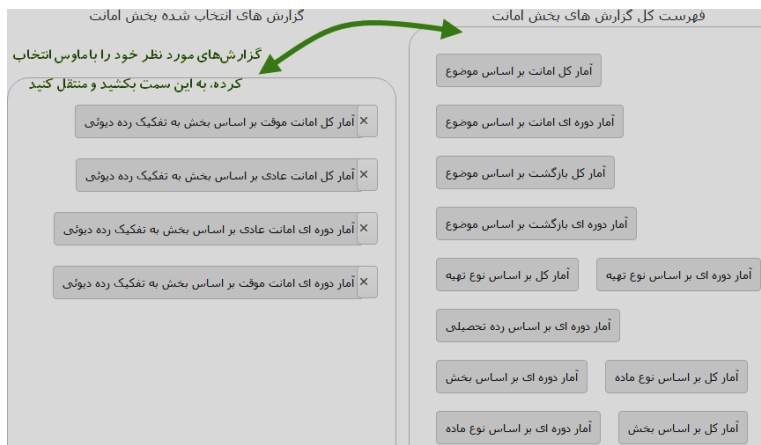 فهرست کل گزارش های بخش امانت
آمار کل امانت بر اساس موضوع
آمار دوره ای امانت بر اساس موضوع
آمار کل بازگشت بر اساس موضوع
آمار دوره ای بازگشت بر اساس موضوع
آمار دوره ای بر اساس نوع تهیه
آمار کل بر اساس نوع تهیه
آمار دوره ای بر اساس رده تحصیلی
آمار کل بر اساس نوع ماده
آمار دوره ای بر اساس بخش
آمار کل بر اساس بخش
آمار دوره ای بر اساس نوع ماده
گزارش های انتخاب شده بخش امانت
گزارش‌های مورد نظر خود را با ماوس انتخاب
کرده، به این سمت بکشید و منتقل کنید
× آمار کل امانت موقت بر اساس بخش به تفکیک رده دیوئی
× آمار کل امانت عادی بر اساس بخش به تفکیک رده دیوئی
× آمار دوره ای امانت عادی بر اساس بخش به تفکیک رده دیوئی
× آمار دوره ای امانت موقت بر اساس بخش به تفکیک رده دیوئی